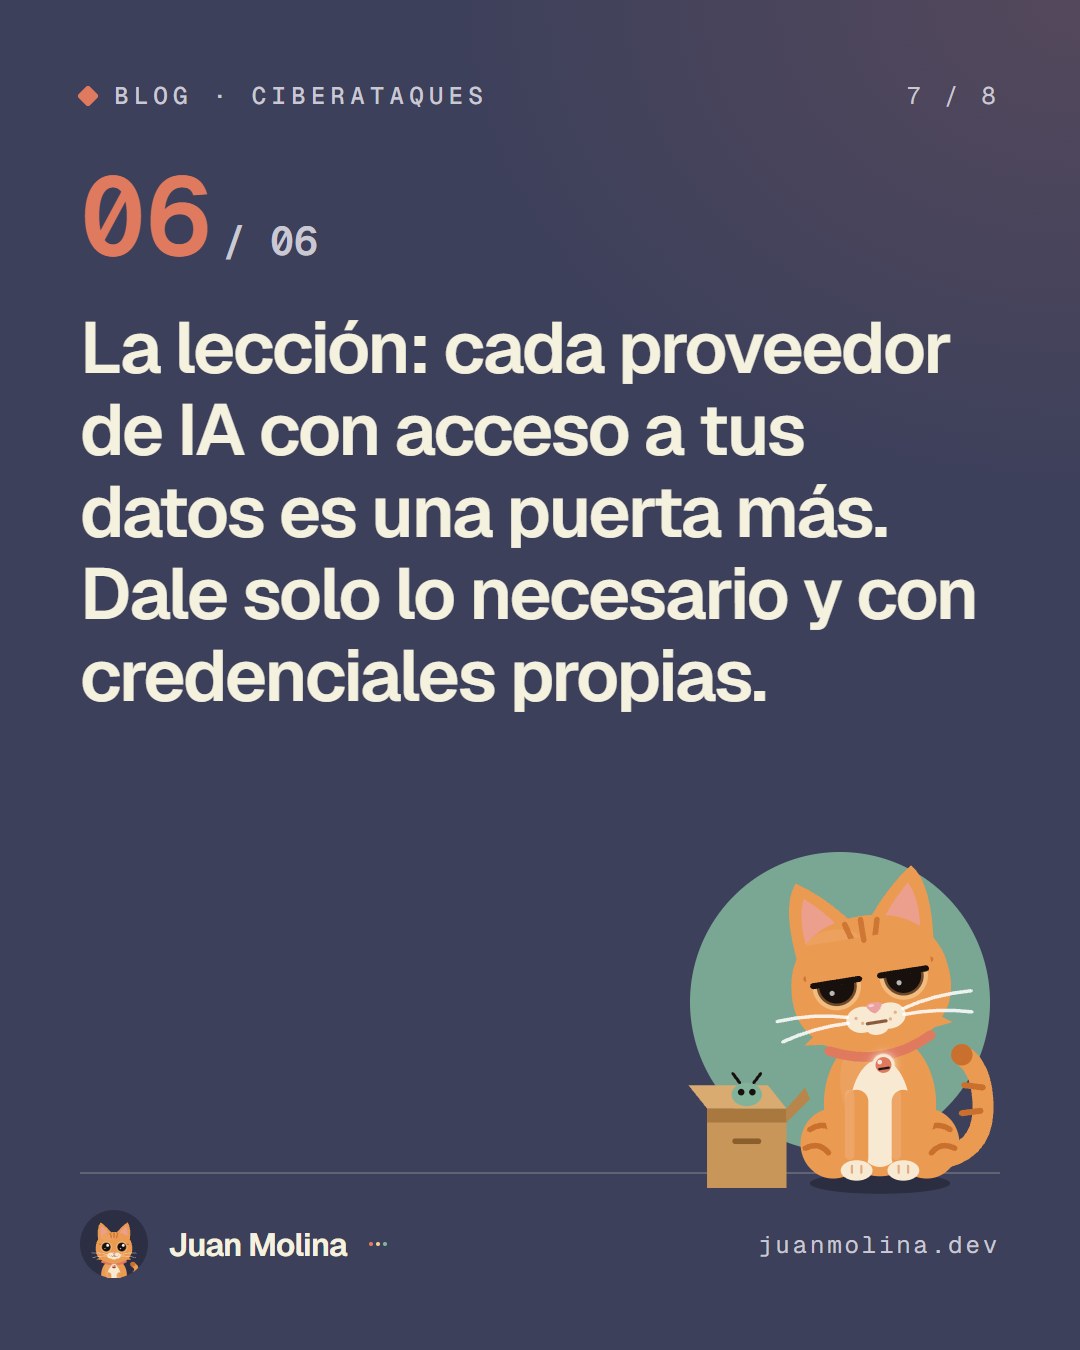 BLOG · CIBERATAQUES
7 / 8
06 / 06
La lección: cada proveedor
de IA con acceso a tus
datos es una puerta más.
Dale solo lo necesario y con
credenciales propias.
Juan Molina
juanmolina.dev